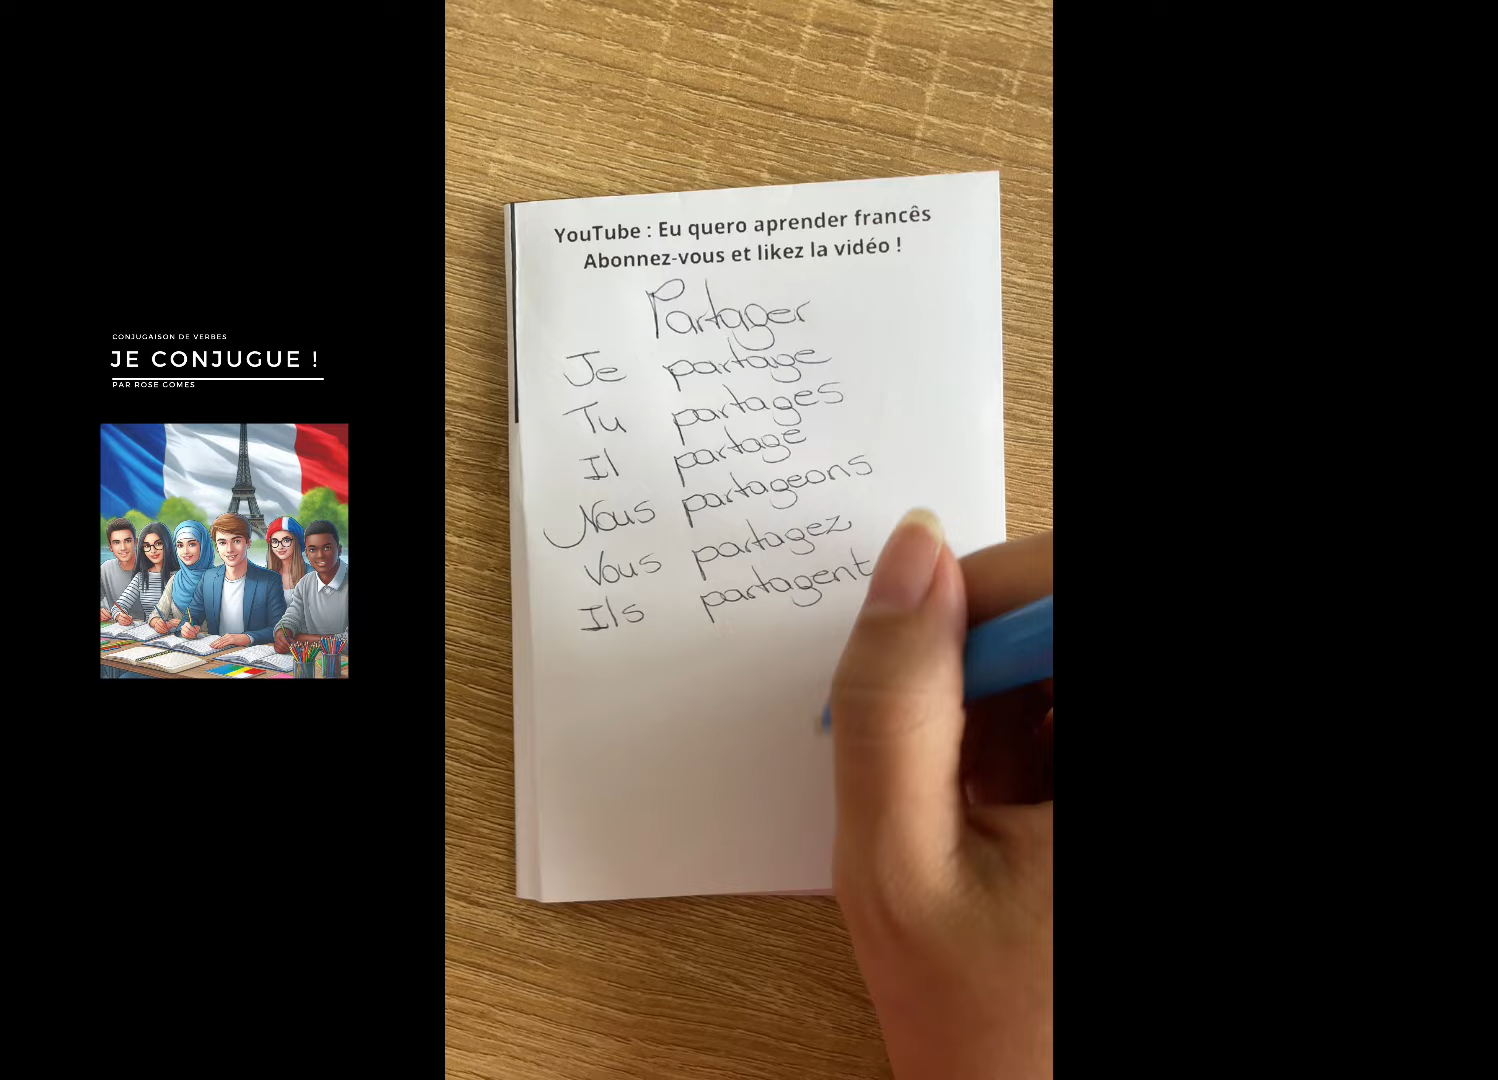 CONJUGAISON DE VERBES
JE CONJUGUE !
PAR ROSE GOMES
YouTube : Eu quero aprender francês
Abonnez-vous et likez la vidéo !
Partager
Je partage
Tu partages
Il partage
Nous partageons
Vous partagez
Ils partagent